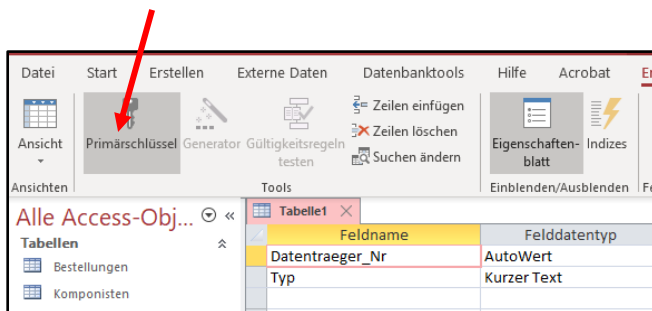 Datei Start Erstellen Externe Daten Datenbanktools Hilfe Acrobat
Ansicht Primärschlüssel Generator Gültigkeitsregeln testen
Zeilen einfügen
Zeilen löschen
Suchen ändern
Eigenschaften-
blatt
Indizes
Ansichten Tools Einblenden/Ausblenden
Alle Access-Obj...
Tabellen
Bestellungen
Komponisten
Tabelle1
Feldname Felddatentyp
Datentraeger_Nr AutoWert
Typ Kurzer Text